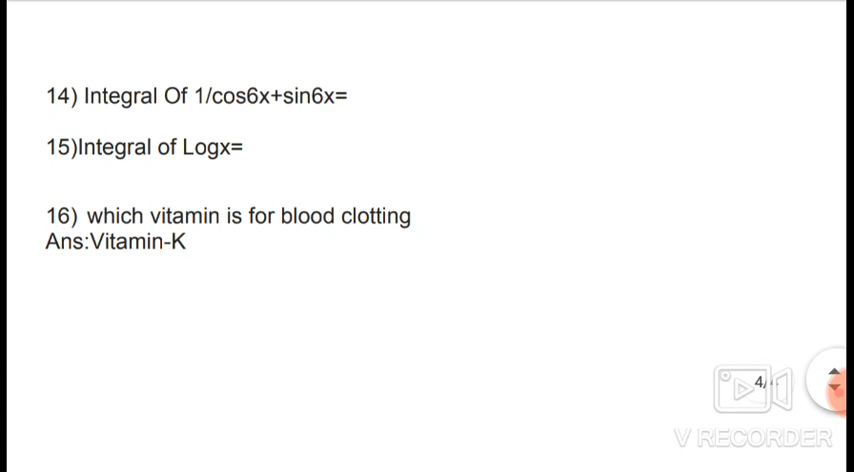 14) Integral Of 1/cos6x+sin6x=
15)Integral of Logx=
16) which vitamin is for blood clotting
Ans:Vitamin-K
4/
V RECORDER